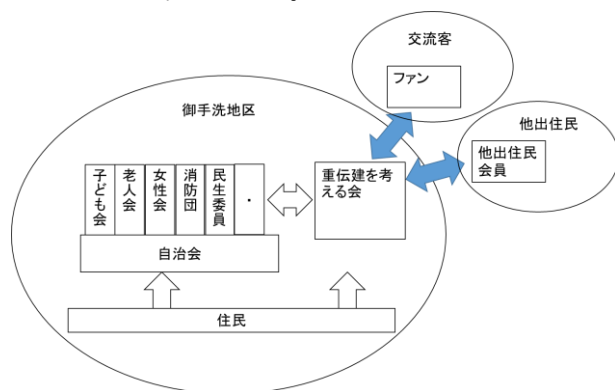 交流客
ファン
御手洗地区
他出住民
他出住民
会員
子ども会
老人会
女性会
消防団
民生委員
・
重伝建を考
える会
自治会
住民